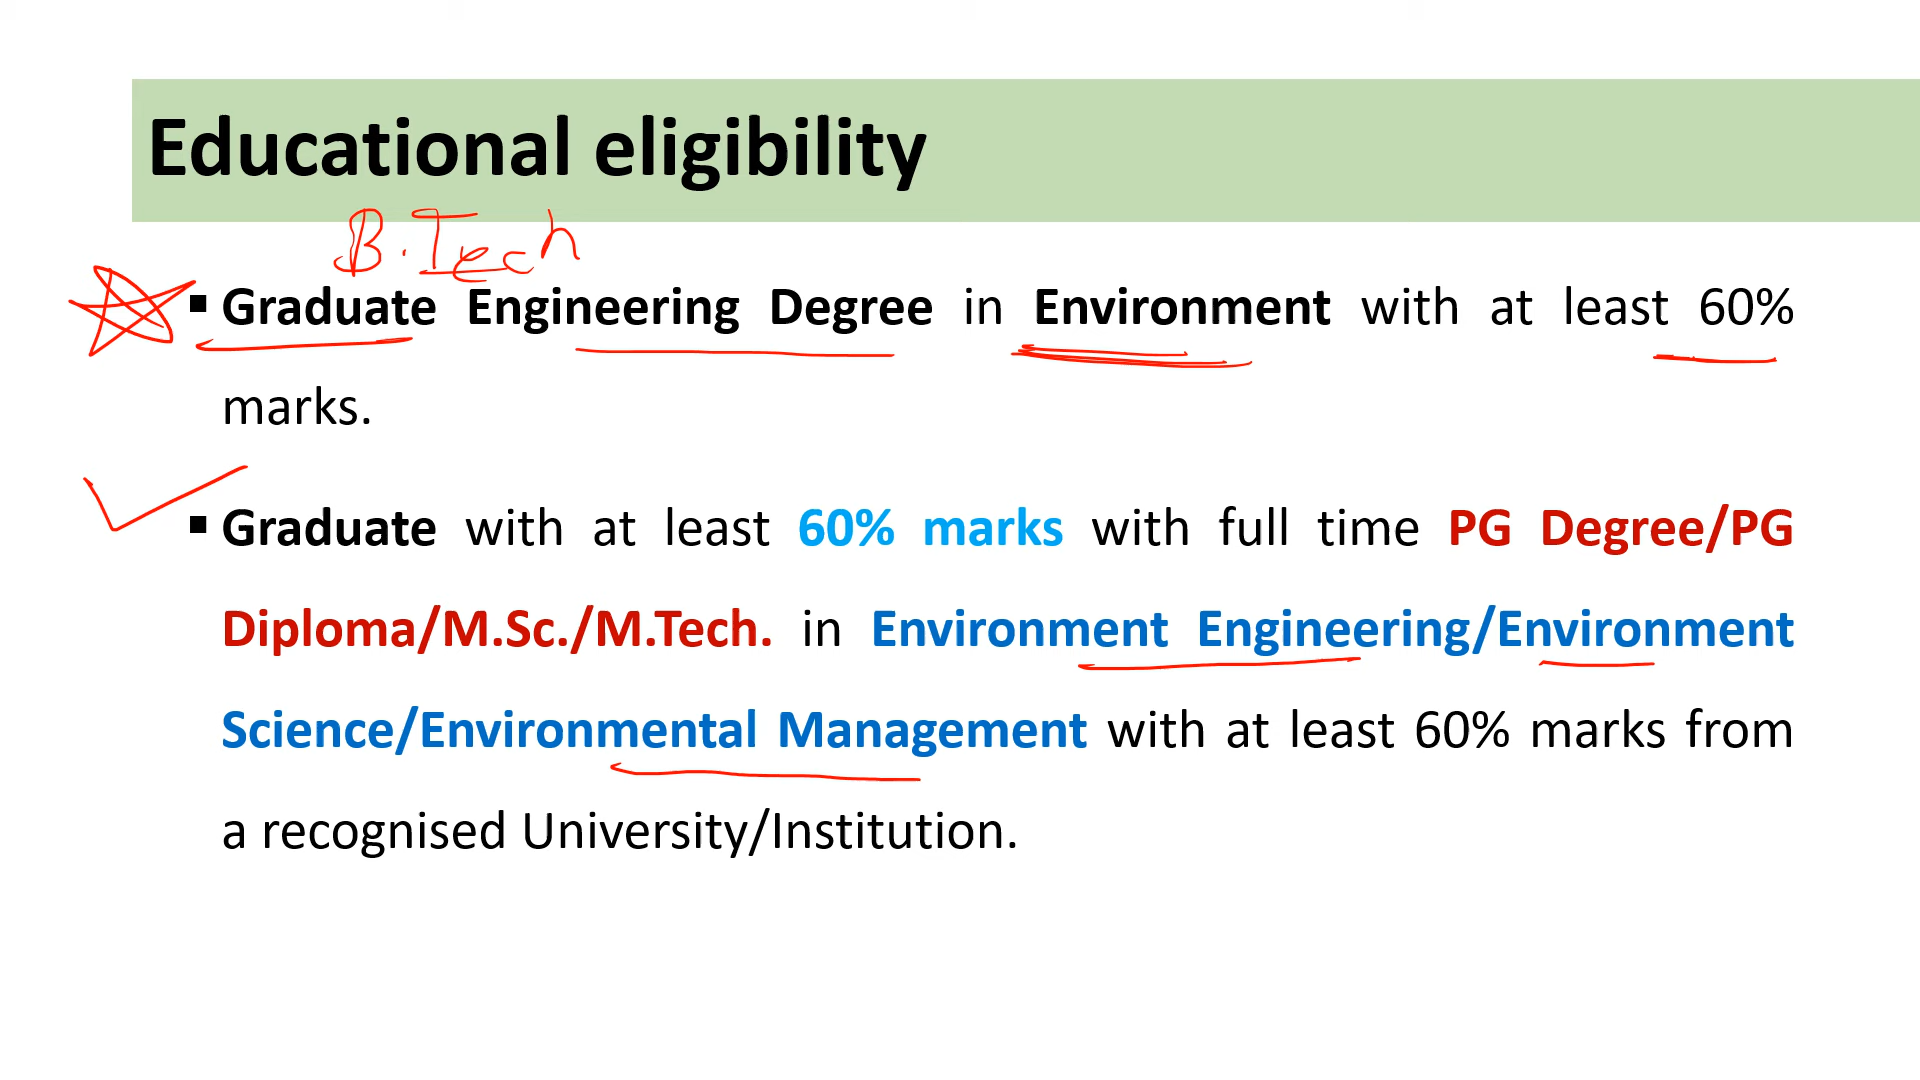 Educational eligibility
B.Tech
▪ Graduate Engineering Degree in Environment with at least 60%
marks.
▪ Graduate with at least 60% marks with full time PG Degree/PG
Diploma/M.Sc./M.Tech. in Environment Engineering/Environment
Science/Environmental Management with at least 60% marks from
a recognised University/Institution.